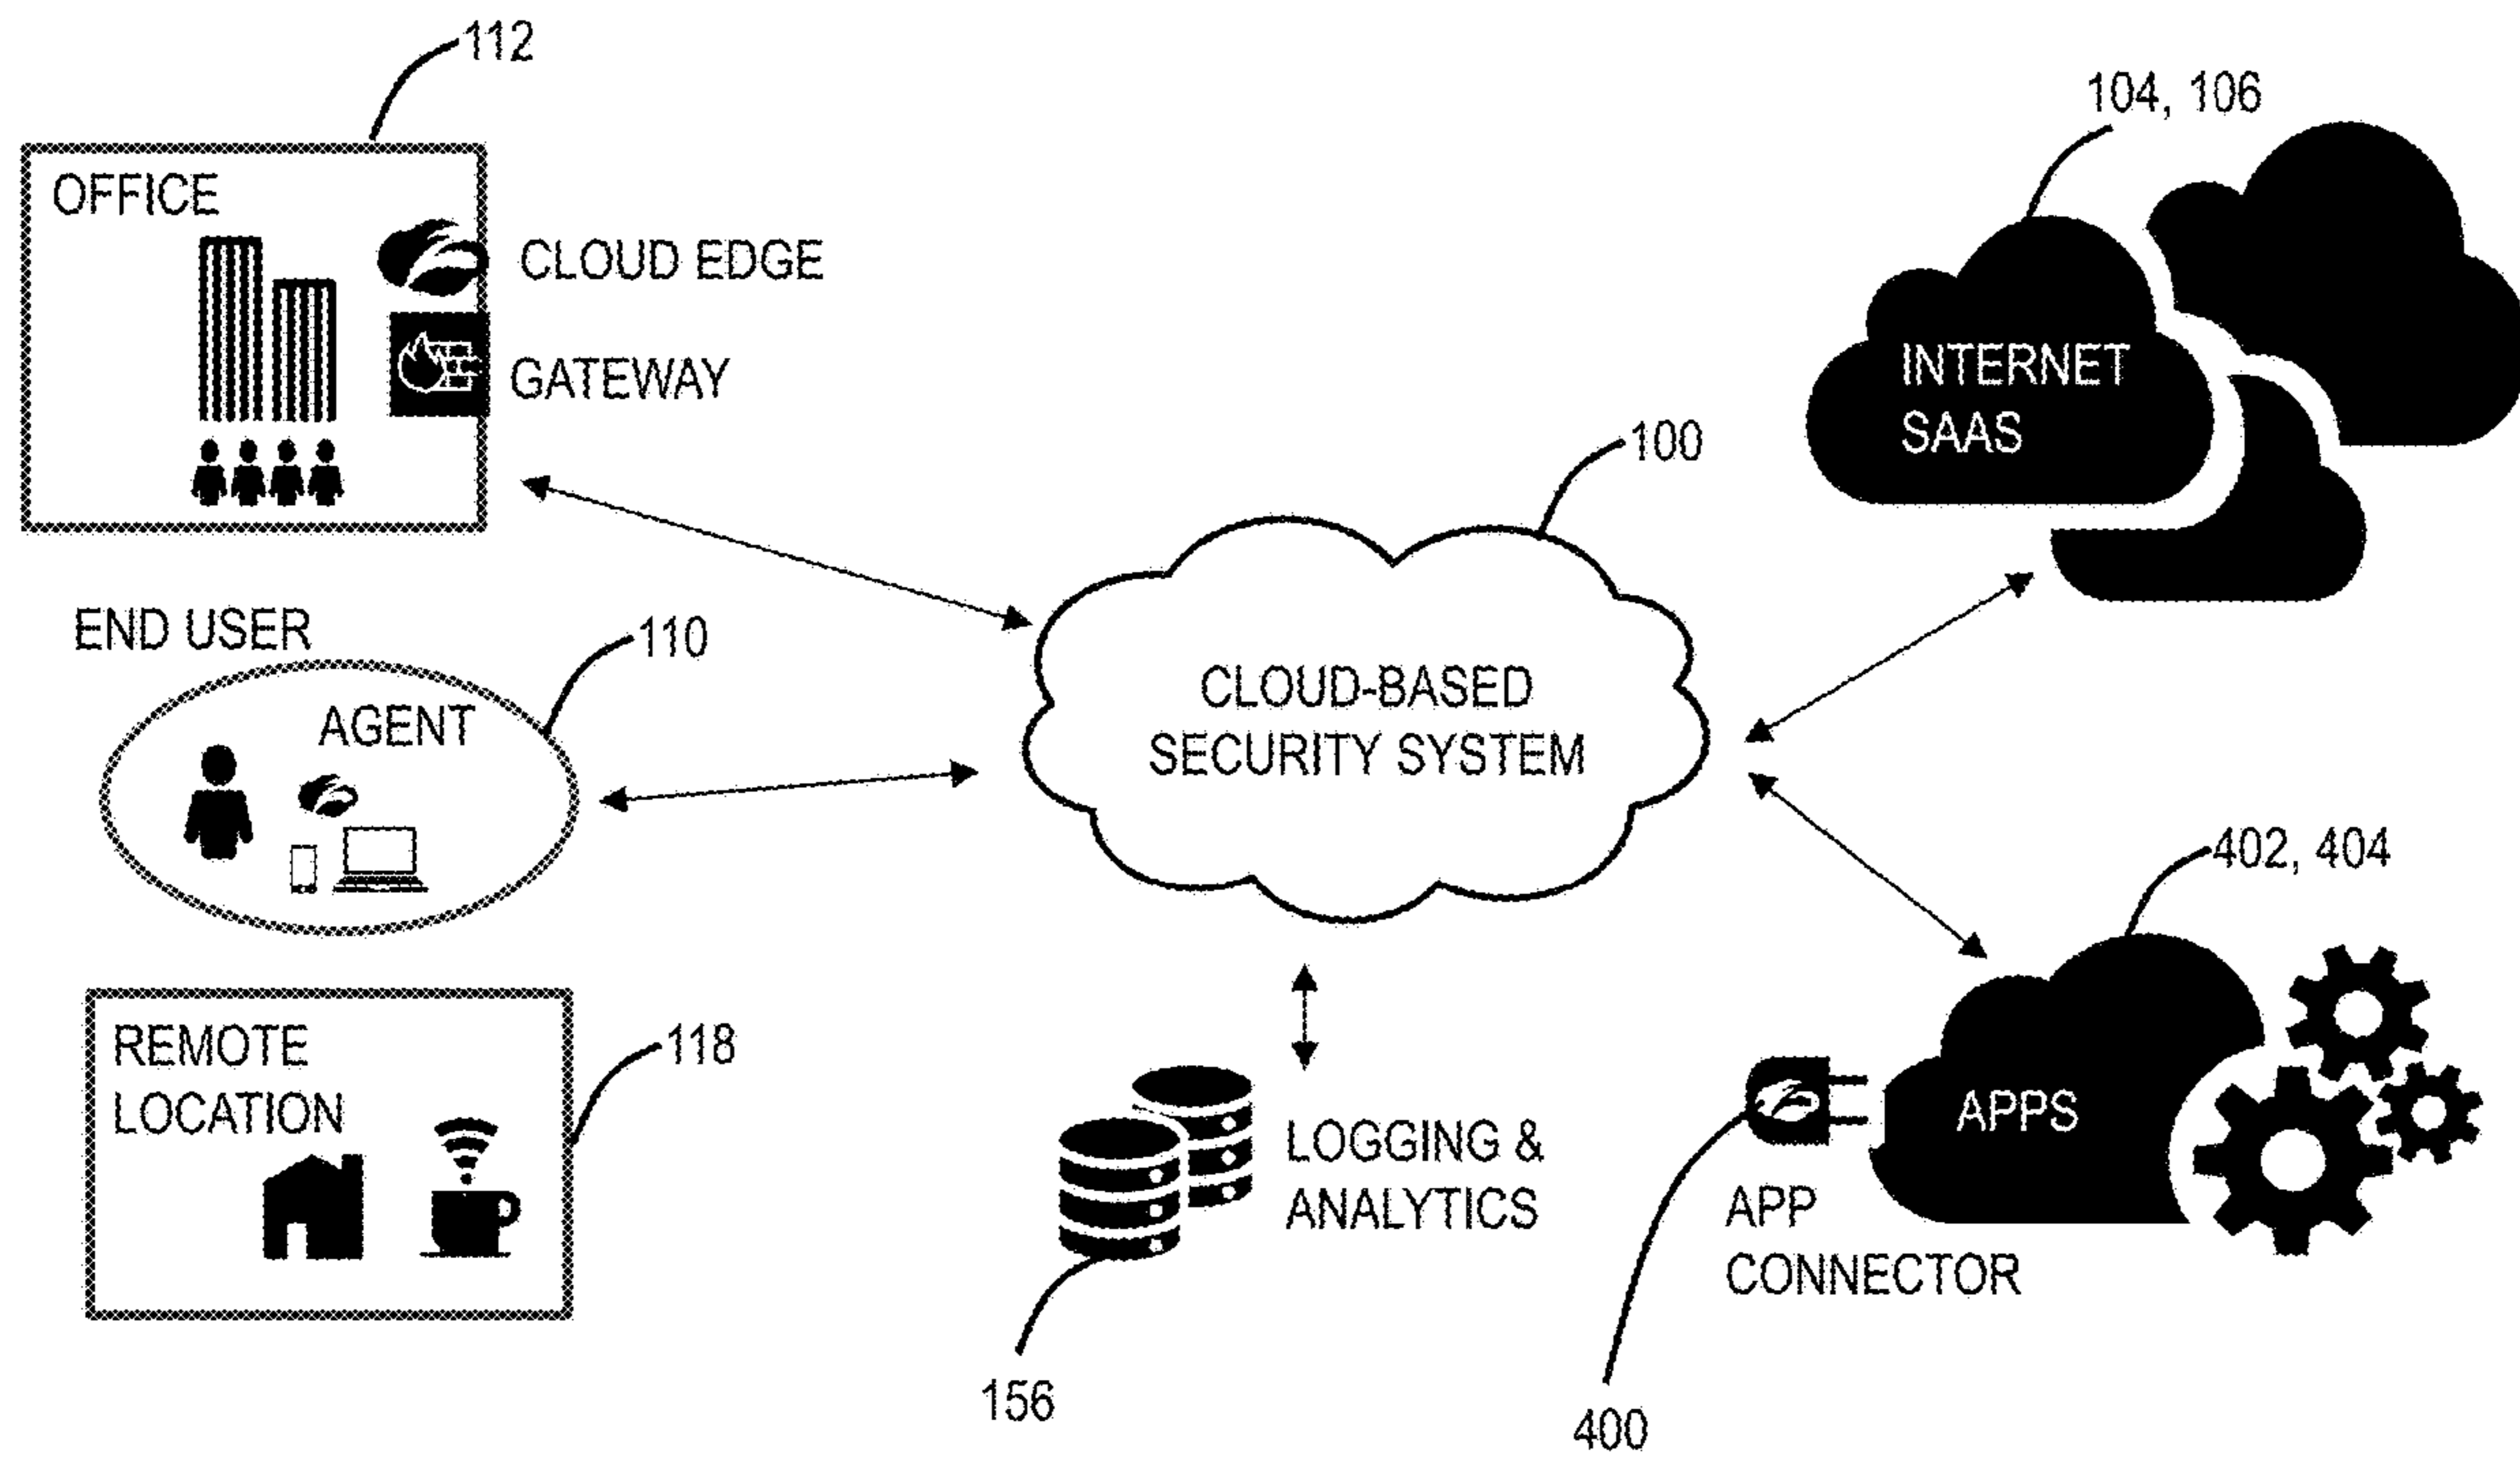 112
OFFICE
CLOUD EDGE
GATEWAY
104, 106
INTERNET
SAAS
100
END USER
110
AGENT
CLOUD-BASED
SECURITY SYSTEM
402, 404
REMOTE
LOCATION
118
LOGGING &
ANALYTICS
APPS
APP
CONNECTOR
156
400